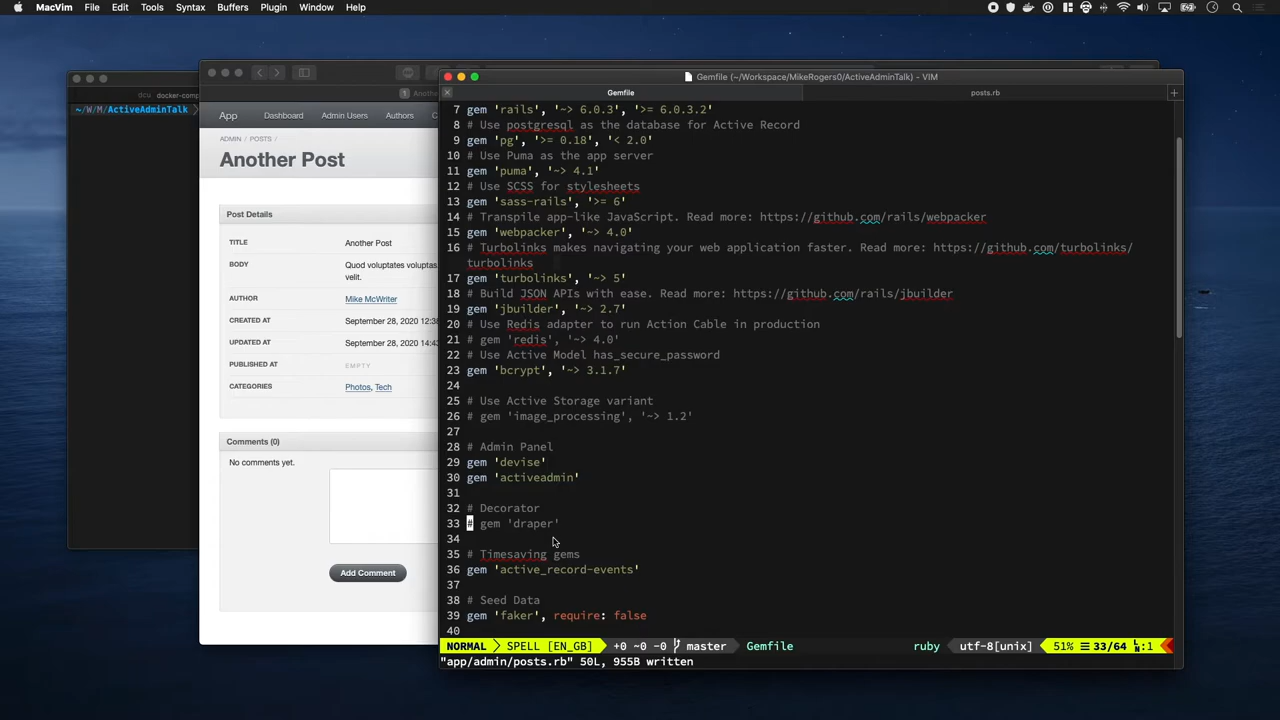 MacVim File Edit Tools Syntax Buffers Plugin Window Help
Gemfile (~/Workspace/MikeRogers0/ActiveAdminTalk) - VIM
Gemfile posts.rb
dcu docker-comp
~/W/M/ActiveAdminTalk
1 Anothe
App Dashboard Admin Users Authors C
ADMIN / POSTS /
Another Post
Post Details
TITLE Another Post
BODY Quod voluptates voluptas
velit.
AUTHOR Mike McWriter
CREATED AT September 28, 2020 12:38
UPDATED AT September 28, 2020 14:43
PUBLISHED AT EMPTY
CATEGORIES Photos, Tech
Comments (0)
No comments yet.
Add Comment
7 gem 'rails', '~> 6.0.3', '>= 6.0.3.2'
8 # Use postgresql as the database for Active Record
9 gem 'pg', '>= 0.18', '< 2.0'
10 # Use Puma as the app server
11 gem 'puma', '~> 4.1'
12 # Use SCSS for stylesheets
13 gem 'sass-rails', '>= 6'
14 # Transpile app-like JavaScript. Read more: https://github.com/rails/webpacker
15 gem 'webpacker', '~> 4.0'
16 # Turbolinks makes navigating your web application faster. Read more: https://github.com/turbolinks/
turbolinks
17 gem 'turbolinks', '~> 5'
18 # Build JSON APIs with ease. Read more: https://github.com/rails/jbuilder
19 gem 'jbuilder', '~> 2.7'
20 # Use Redis adapter to run Action Cable in production
21 # gem 'redis', '~> 4.0'
22 # Use Active Model has_secure_password
23 gem 'bcrypt', '~> 3.1.7'
24
25 # Use Active Storage variant
26 # gem 'image_processing', '~> 1.2'
27
28 # Admin Panel
29 gem 'devise'
30 gem 'activeadmin'
31
32 # Decorator
33 # gem 'draper'
34
35 # Timesaving gems
36 gem 'active_record-events'
37
38 # Seed Data
39 gem 'faker', require: false
40
NORMAL SPELL [EN_GB] +0 ~0 -0 master Gemfile ruby utf-8[unix] 51% ☰ 33/64 :1
"app/admin/posts.rb" 50L, 955B written